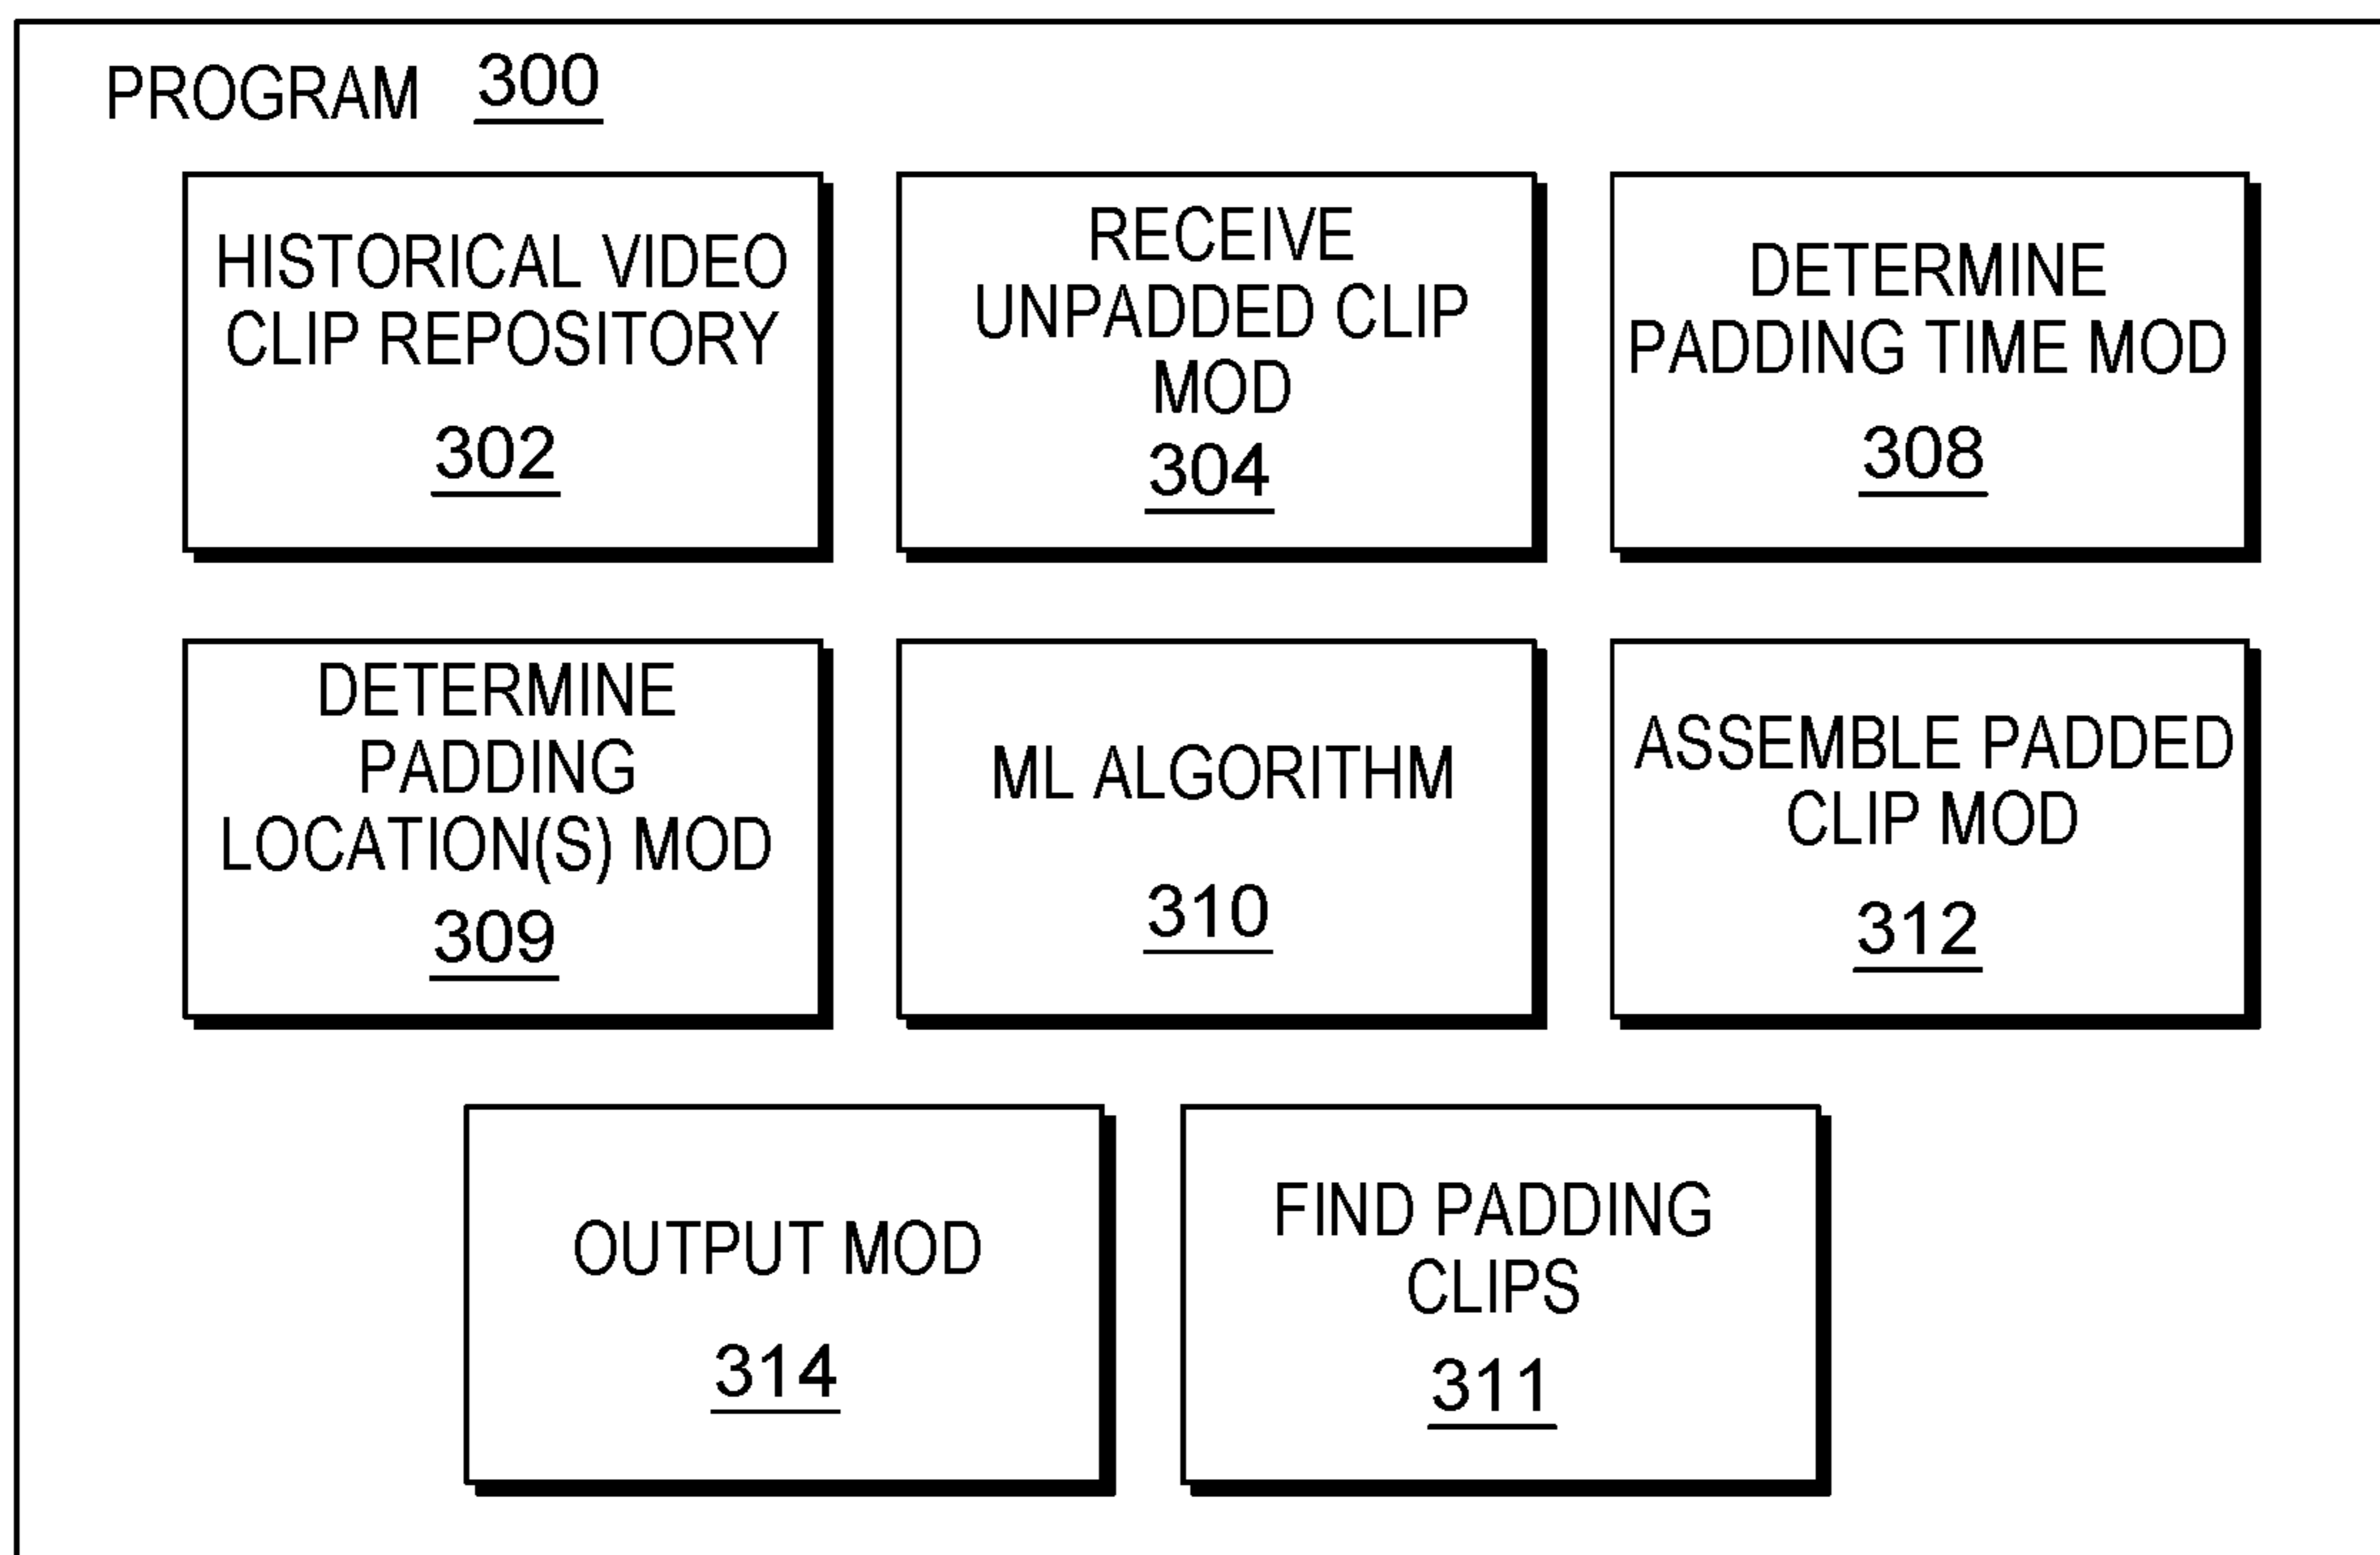 PROGRAM 300
HISTORICAL VIDEO
CLIP REPOSITORY
302
RECEIVE
UNPADDED CLIP
MOD
304
DETERMINE
PADDING TIME MOD
308
DETERMINE
PADDING
LOCATION(S) MOD
309
ML ALGORITHM
310
ASSEMBLE PADDED
CLIP MOD
312
OUTPUT MOD
314
FIND PADDING
CLIPS
311